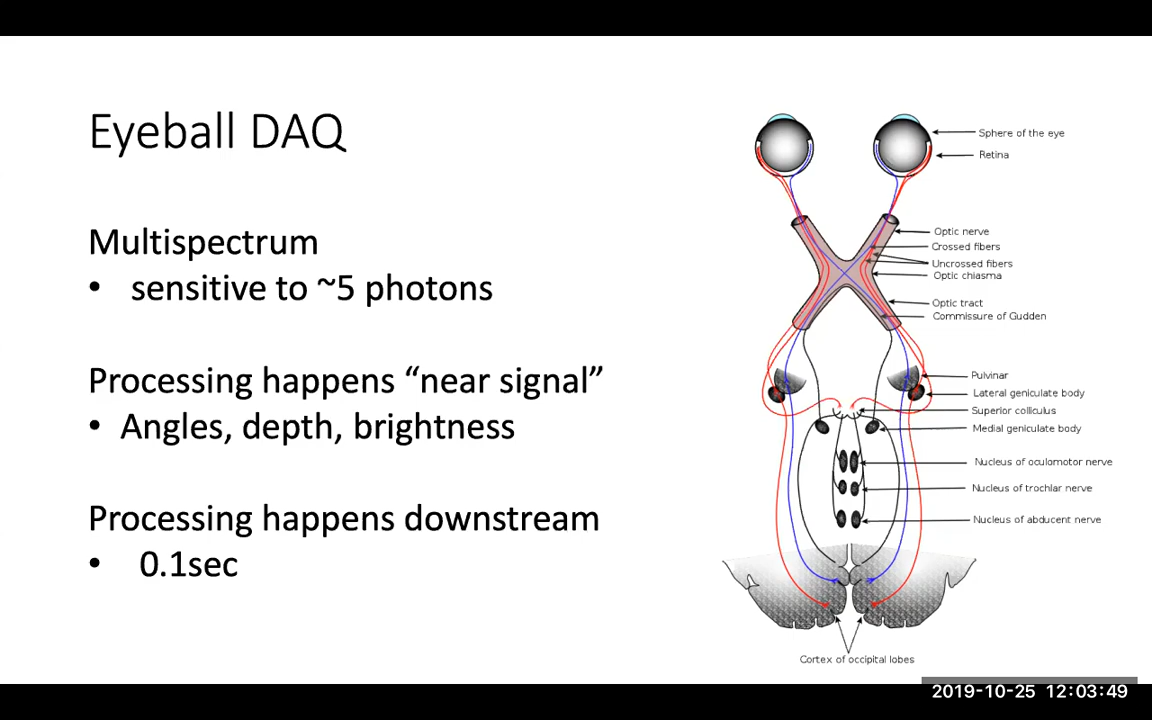 Eyeball DAQ
Multispectrum
• sensitive to ~5 photons
Processing happens “near signal”
• Angles, depth, brightness
Processing happens downstream
• 0.1sec
Sphere of the eye
Retina
Optic nerve
Crossed fibers
Uncrossed fibers
Optic chiasma
Optic tract
Commissure of Gudden
Pulvinar
Lateral geniculate body
Superior colliculus
Medial geniculate body
Nucleus of oculomotor nerve
Nucleus of trochlar nerve
Nucleus of abducent nerve
Cortex of occipital lobes
2019-10-25 12:03:49